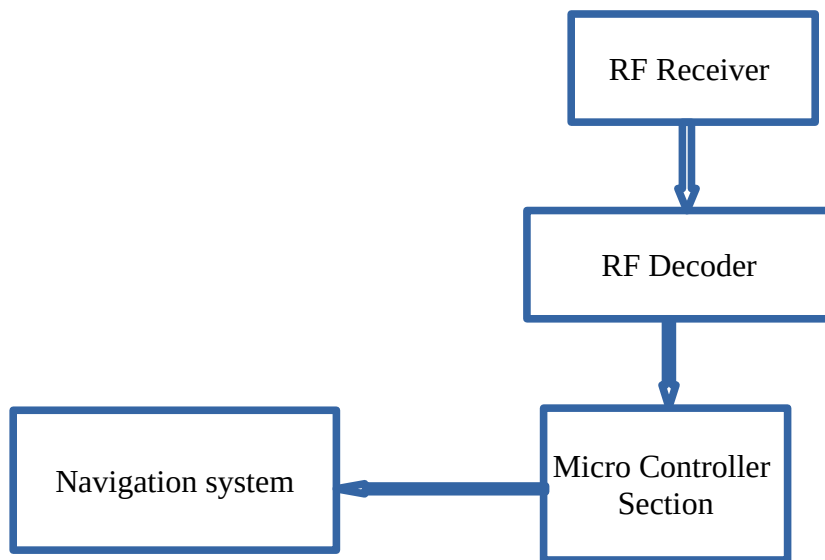 RF Receiver
RF Decoder
Navigation system
Micro Controller
Section